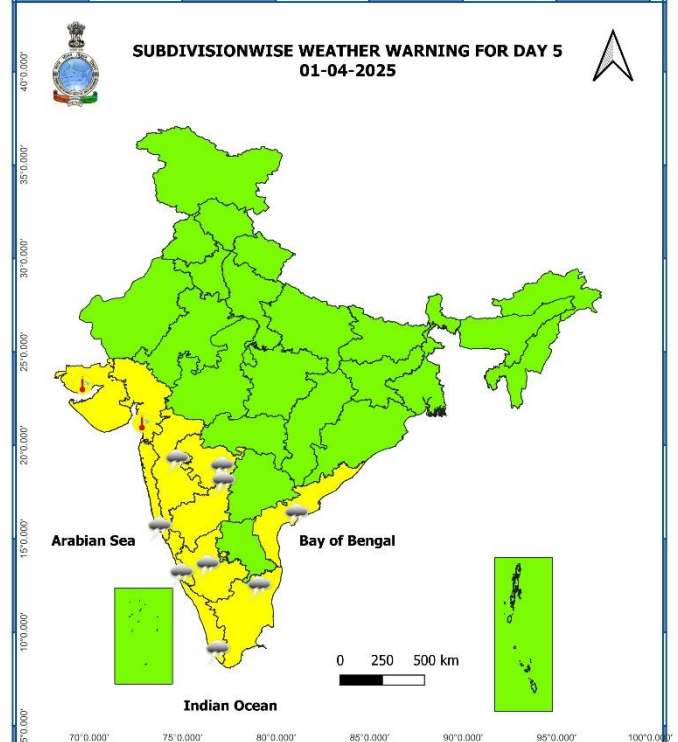 SUBDIVISIONWISE WEATHER WARNING FOR DAY 5
01-04-2025
40°0.000'
35°0.000'
30°0.000'
25°0.000'
20°0.000'
15°0.000'
10°0.000'
5°0.000'
Arabian Sea
Bay of Bengal
0 250 500 km
Indian Ocean
70°0.000' 75°0.000' 80°0.000' 85°0.000' 90°0.000' 95°0.000' 100°0.000'